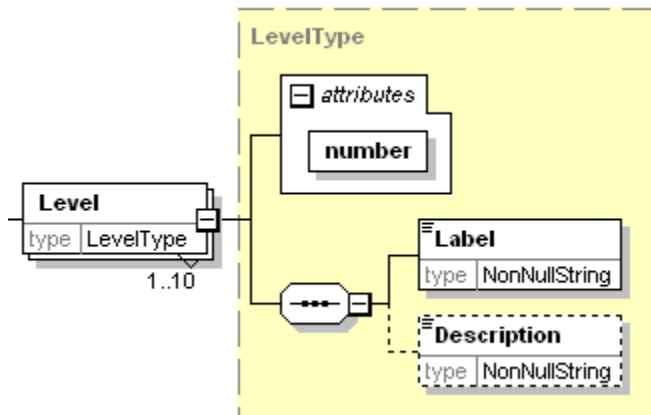 LevelType
attributes
number
Level
type LevelType
1..10
Label
type NonNullString
Description
type NonNullString